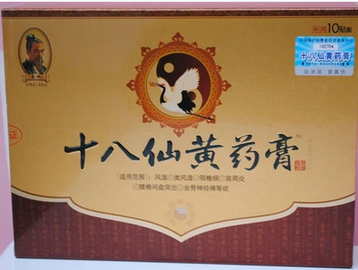 10贴装
十八仙黄药膏
十八仙黄药膏
适用范围：风湿◎类风湿◎颈椎病◎肩周炎
◎腰椎间盘突出◎坐骨神经痛等症